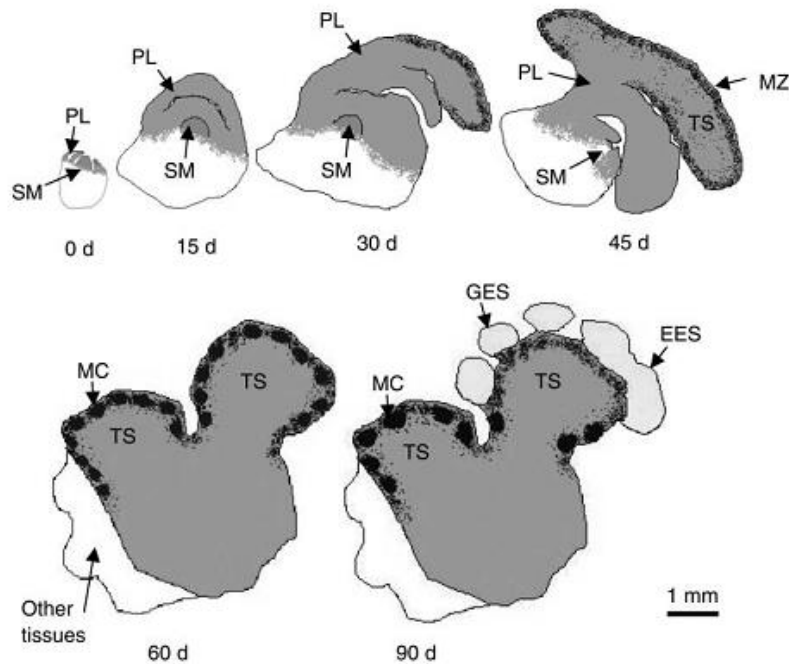 PL
SM
0 d
PL
SM
15 d
PL
SM
30 d
PL
MZ
TS
SM
45 d
MC
TS
TS
Other
tissues
60 d
GES
EES
MC
TS
TS
90 d
1 mm